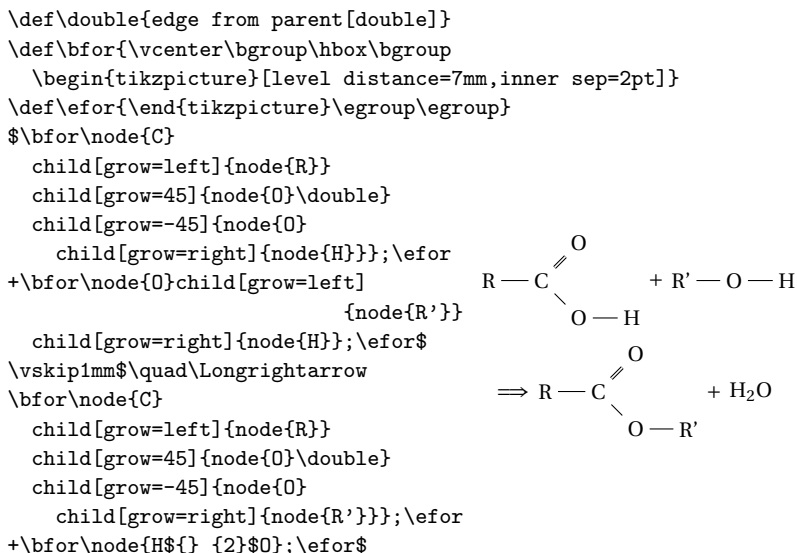 \def\double{edge from parent[double]}
\def\bfor{\vcenter\bgroup\hbox\bgroup
  \begin{tikzpicture}[level distance=7mm,inner sep=2pt]}
\def\efor{\end{tikzpicture}\egroup\egroup}
$\bfor\node{C}
  child[grow=left]{node{R}}
  child[grow=45]{node{O}\double}
  child[grow=-45]{node{O}
    child[grow=right]{node{H}}};\efor
+\bfor\node{O}child[grow=left]
                          {node{R’}}
  child[grow=right]{node{H}};\efor$
\vskip1mm$\quad\Longrightarrow
\bfor\node{C}
  child[grow=left]{node{R}}
  child[grow=45]{node{O}\double}
  child[grow=-45]{node{O}
    child[grow=right]{node{R’}}};\efor
+\bfor\node{H${}_{2}$O};\efor$
O
R — C + R’ — O — H
O — H
O
⟹ R — C + H₂O
O — R’